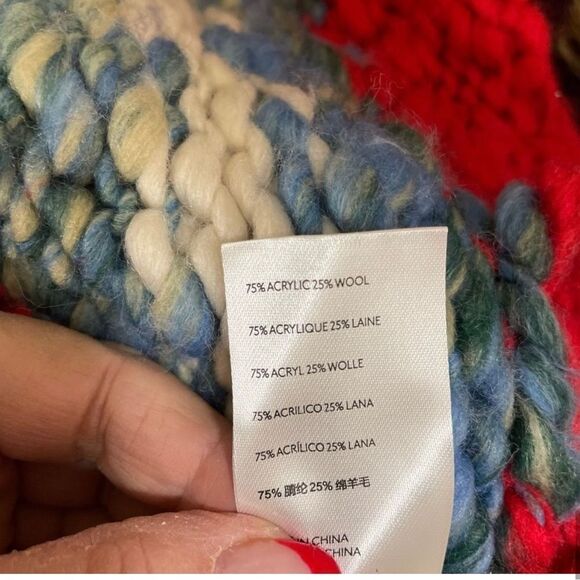 75% ACRYLIC 25% WOOL
75% ACRYLIQUE 25% LAINE
75% ACRYL 25% WOLLE
75% ACRILICO 25% LANA
75% ACRÍLICO 25% LANA
75% 腈纶 25% 绵羊毛
IN CHINA
CHINA